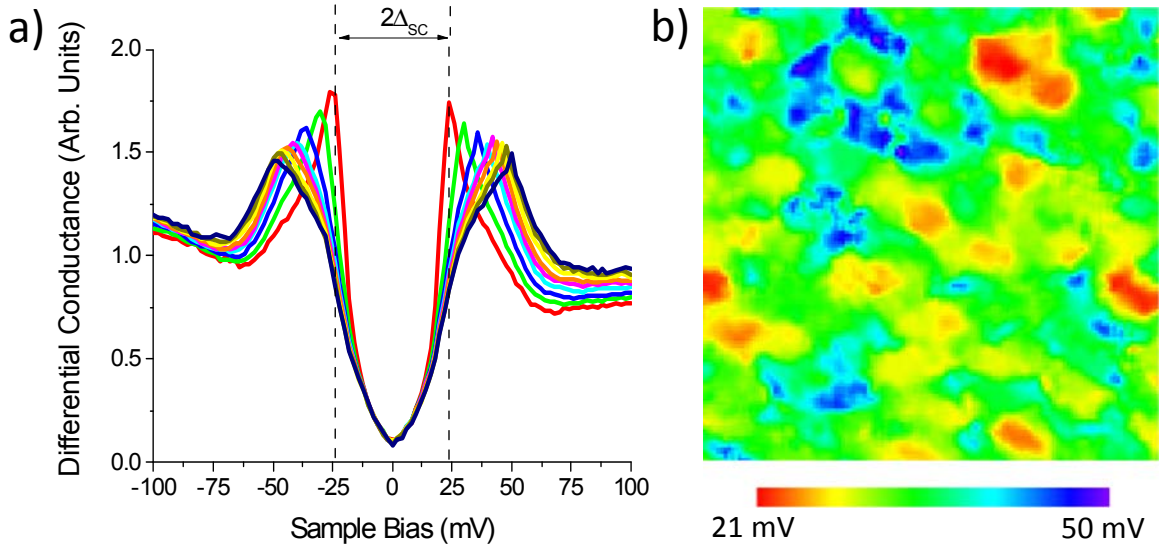 a)
2ΔSC
2.0
1.5
1.0
0.5
0.0
Differential Conductance (Arb. Units)
-100 -75 -50 -25 0 25 50 75 100
Sample Bias (mV)
b)
21 mV 50 mV